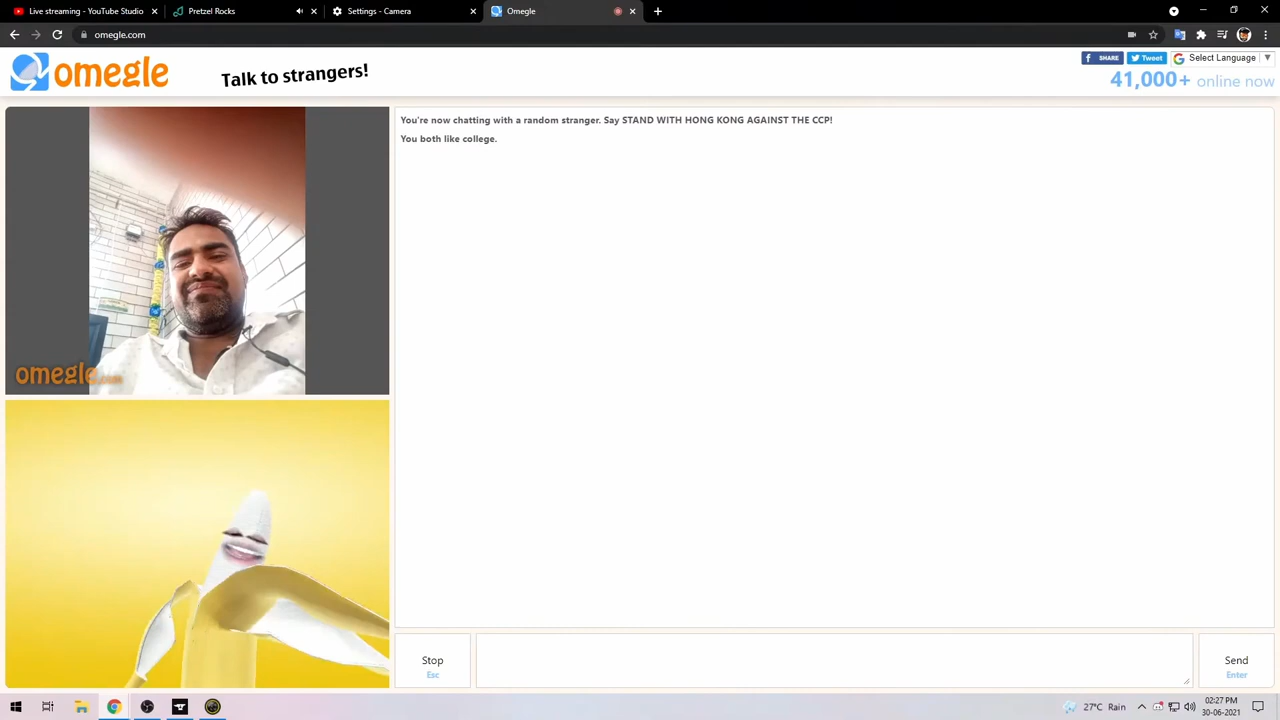 Live streaming - YouTube Studio
Pretzel Rocks
Settings - Camera
Omegle
omegle.com
omegle
Talk to strangers!
SHARE
Tweet
Select Language
41,000+ online now
You're now chatting with a random stranger. Say STAND WITH HONG KONG AGAINST THE CCP!
You both like college.
omegle.com
Stop
Esc
Send
Enter
27°C Rain
02:27 PM
30-06-2021